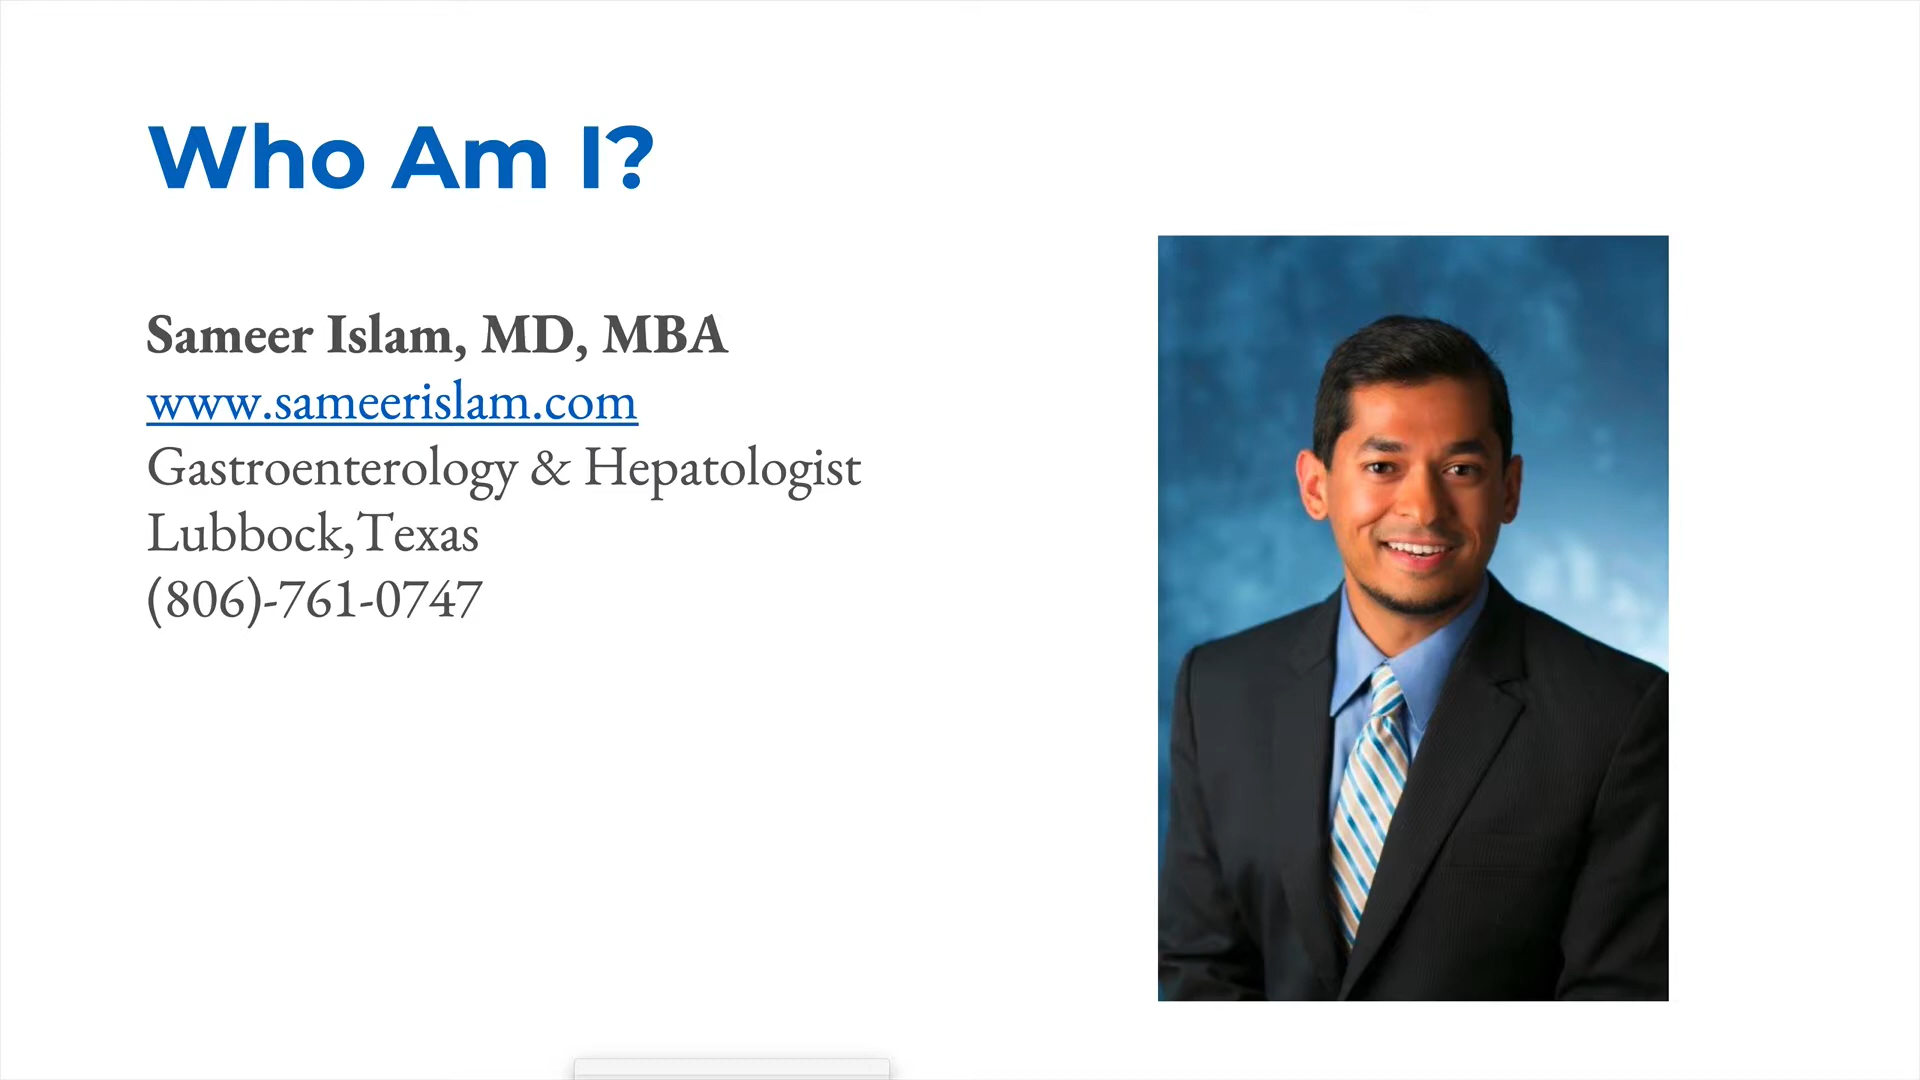 Who Am I?
Sameer Islam, MD, MBA
www.sameerislam.com
Gastroenterology & Hepatologist
Lubbock,Texas
(806)-761-0747